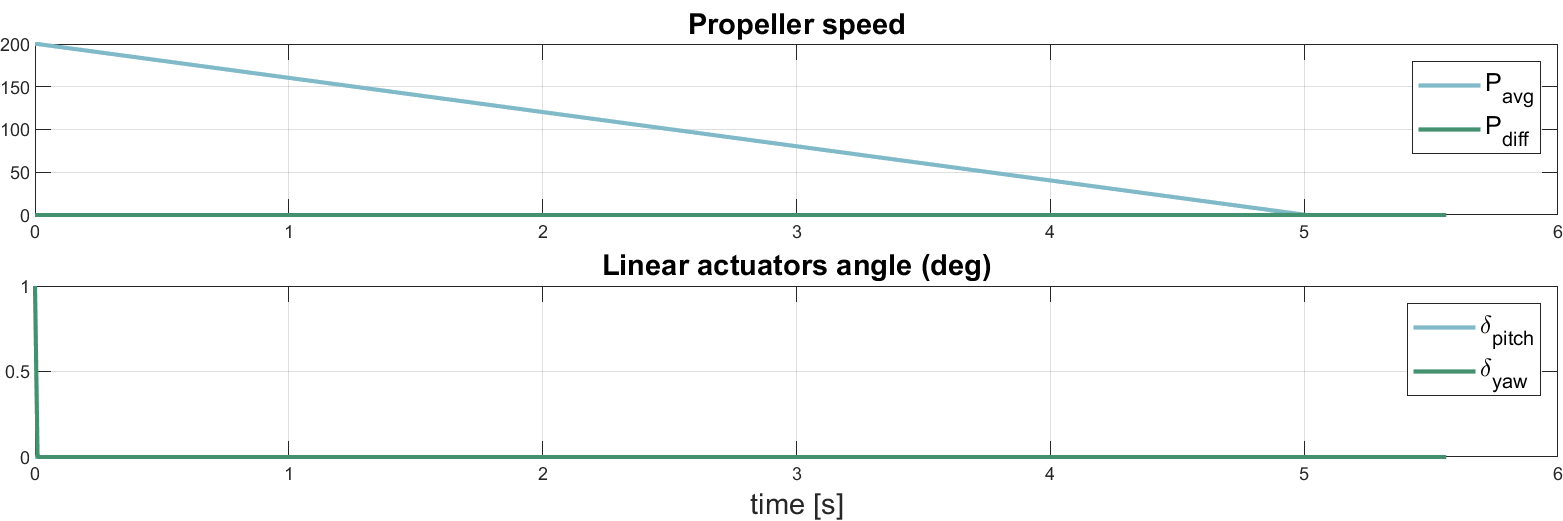 Propeller speed
200
150
100
50
0
0 1 2 3 4 5 6
P_avg
P_diff
Linear actuators angle (deg)
1
0.5
0
0 1 2 3 4 5 6
δ_pitch
δ_yaw
time [s]